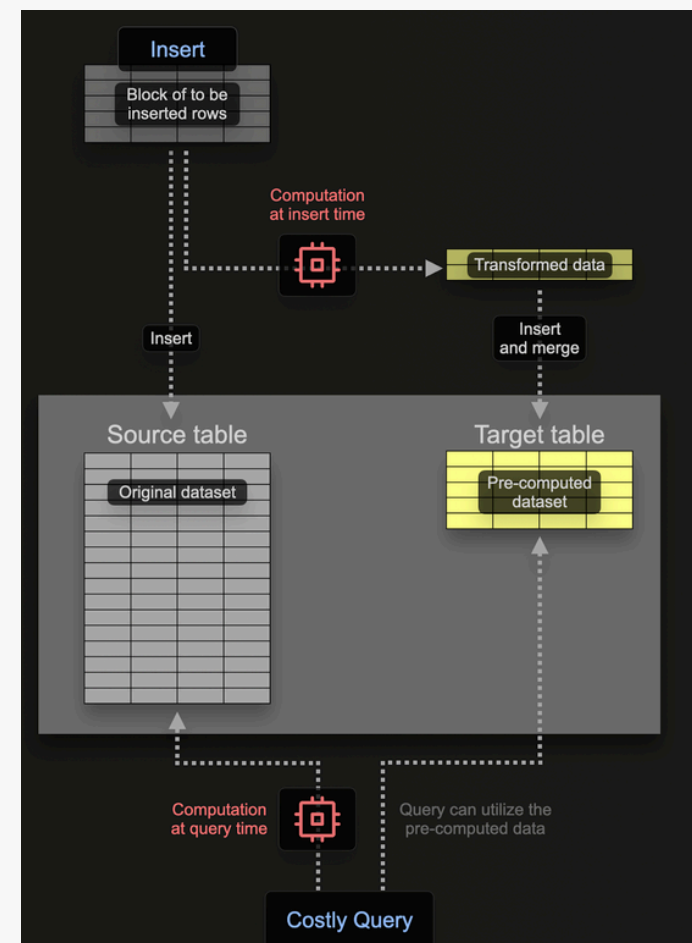 Insert
Block of to be
inserted rows
Computation
at insert time
Transformed data
Insert
Insert
and merge
Source table
Target table
Original dataset
Pre-computed
dataset
Computation
at query time
Query can utilize the
pre-computed data
Costly Query